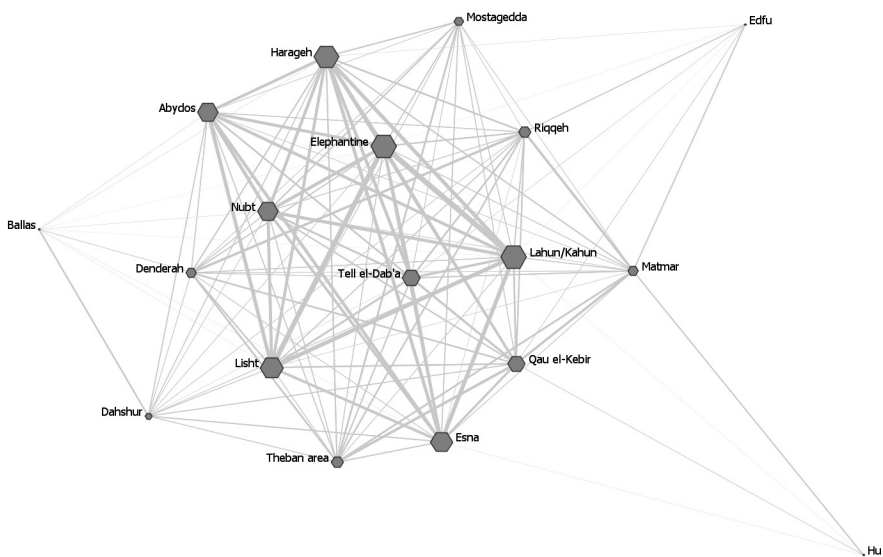 Mostagedda
Edfu
Harageh
Abydos
Riqqeh
Elephantine
Nubt
Ballas
Lahun/Kahun
Denderah
Tell el-Dab'a
Matmar
Lisht
Qau el-Kebir
Dahshur
Esna
Theban area
Hu